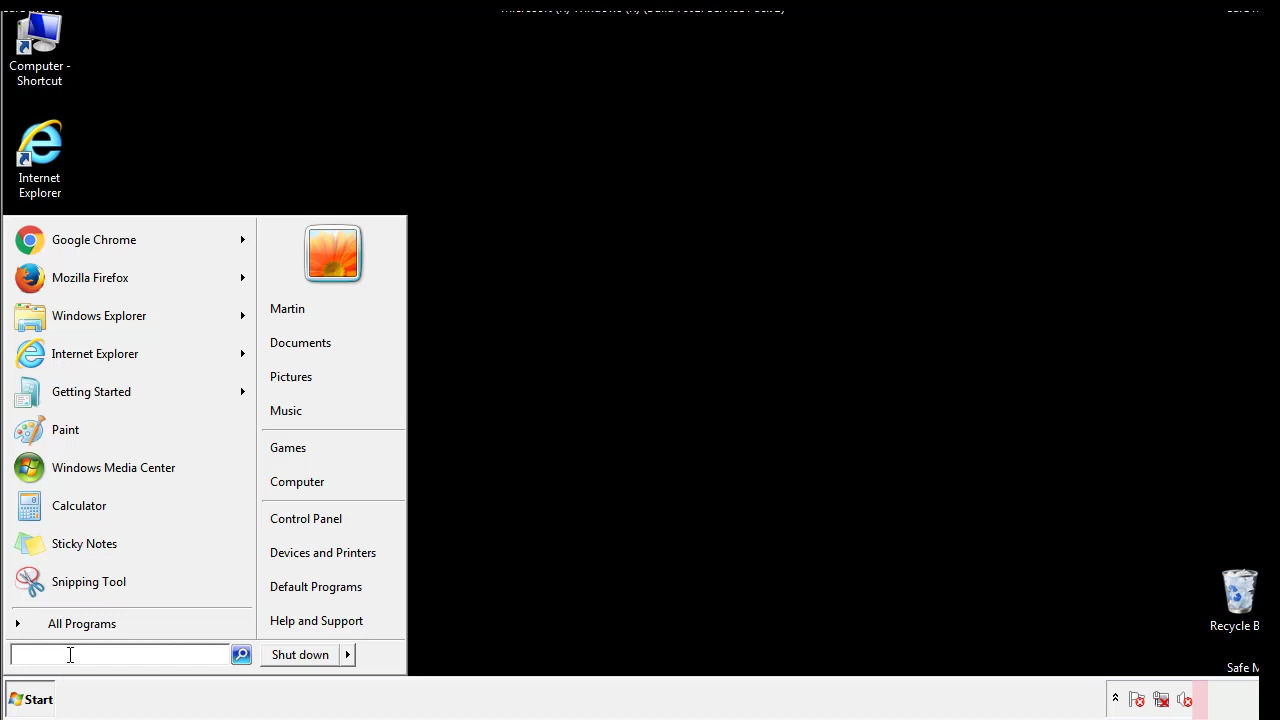 Computer -
Shortcut
Internet
Explorer
Google Chrome
Mozilla Firefox
Windows Explorer
Internet Explorer
Getting Started
Paint
Windows Media Center
Calculator
Sticky Notes
Snipping Tool
All Programs
Martin
Documents
Pictures
Music
Games
Computer
Control Panel
Devices and Printers
Default Programs
Help and Support
Shut down
Recycle B
Safe M
Start